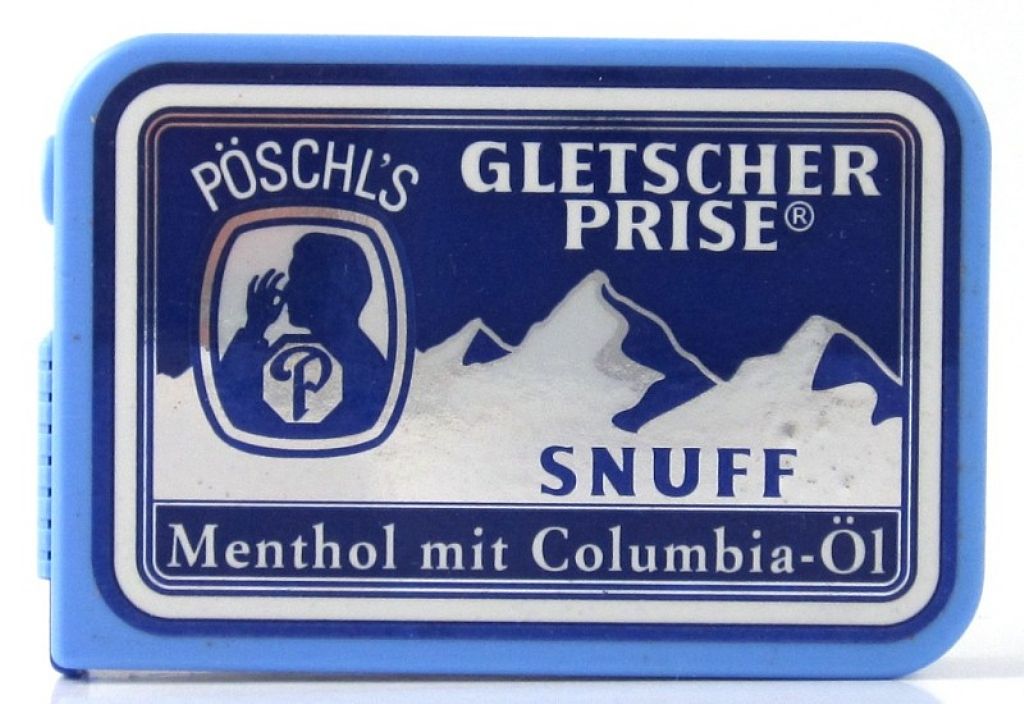 PÖSCHL'S
GLETSCHER
PRISE®
P
SNUFF
Menthol mit Columbia-Öl